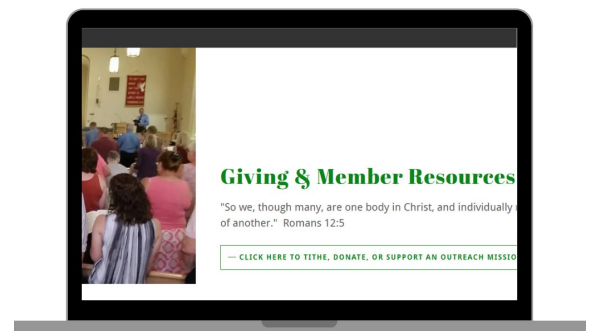 Giving & Member Resources
"So we, though many, are one body in Christ, and individually
of another."  Romans 12:5
— CLICK HERE TO TITHE, DONATE, OR SUPPORT AN OUTREACH MISSIO